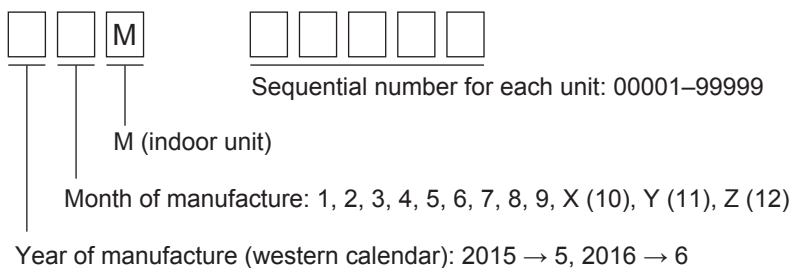 M
Sequential number for each unit: 00001–99999
M (indoor unit)
Month of manufacture: 1, 2, 3, 4, 5, 6, 7, 8, 9, X (10), Y (11), Z (12)
Year of manufacture (western calendar): 2015 → 5, 2016 → 6